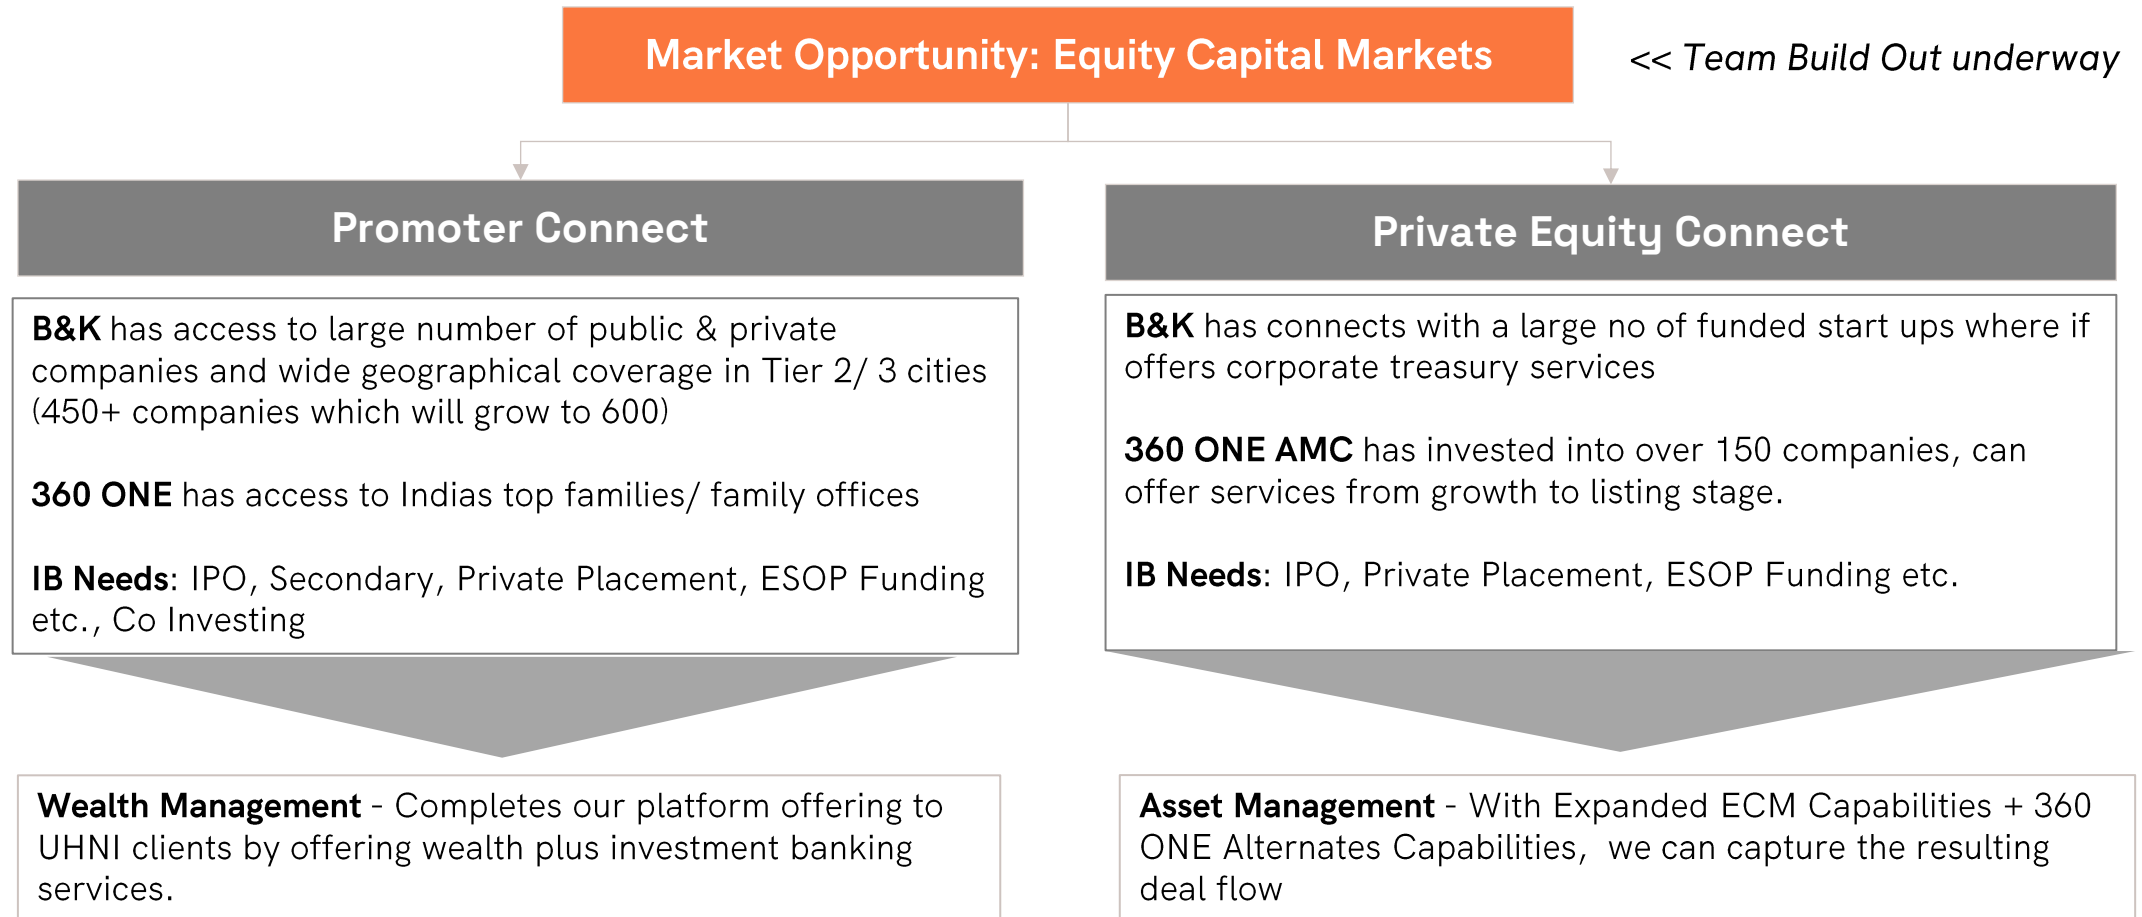 Market Opportunity: Equity Capital Markets
<< Team Build Out underway
Promoter Connect
B&K has access to large number of public & private
companies and wide geographical coverage in Tier 2/ 3 cities
(450+ companies which will grow to 600)
360 ONE has access to Indias top families/ family offices
IB Needs: IPO, Secondary, Private Placement, ESOP Funding
etc., Co Investing
Wealth Management - Completes our platform offering to
UHNI clients by offering wealth plus investment banking
services.
Private Equity Connect
B&K has connects with a large no of funded start ups where if
offers corporate treasury services
360 ONE AMC has invested into over 150 companies, can
offer services from growth to listing stage.
IB Needs: IPO, Private Placement, ESOP Funding etc.
Asset Management - With Expanded ECM Capabilities + 360
ONE Alternates Capabilities,  we can capture the resulting
deal flow